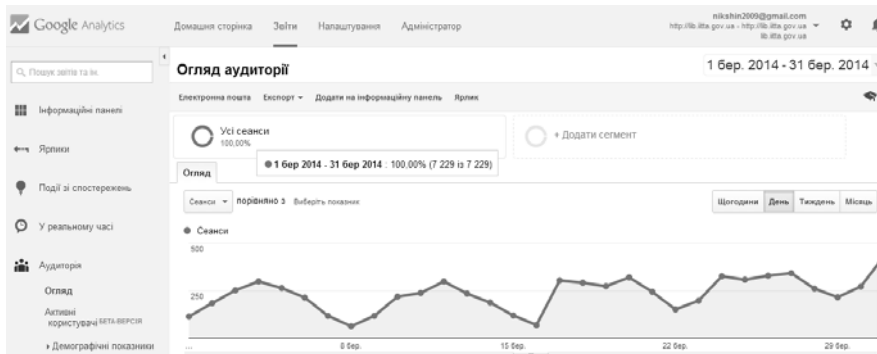 Google Analytics
Домашня сторінка Звіти Налаштування Адміністратор
nikshin2009@gmail.com
http://lib.iitta.gov.ua - http://lib.iitta.gov.ua
lib.iitta.gov.ua
Пошук звітів та ін.
Огляд аудиторії
1 бер. 2014 - 31 бер. 2014
Електронна пошта Експорт Додати на інформаційну панель Ярлик
Інформаційні панелі
Ярлики
Події зі спостережень
У реальному часі
Аудиторія
Огляд
Активні
користувачі БЕТА-ВЕРСІЯ
Демографічні показники
Усі сеанси
100,00%
+ Додати сегмент
1 бер 2014 - 31 бер 2014 : 100,00% (7 229 із 7 229)
Огляд
Сеанси порівняно з Виберіть показник
Щогодини День Тиждень Місяць
Сеанси
500
250
... 8 бер. 15 бер. 22 бер. 29 бер.